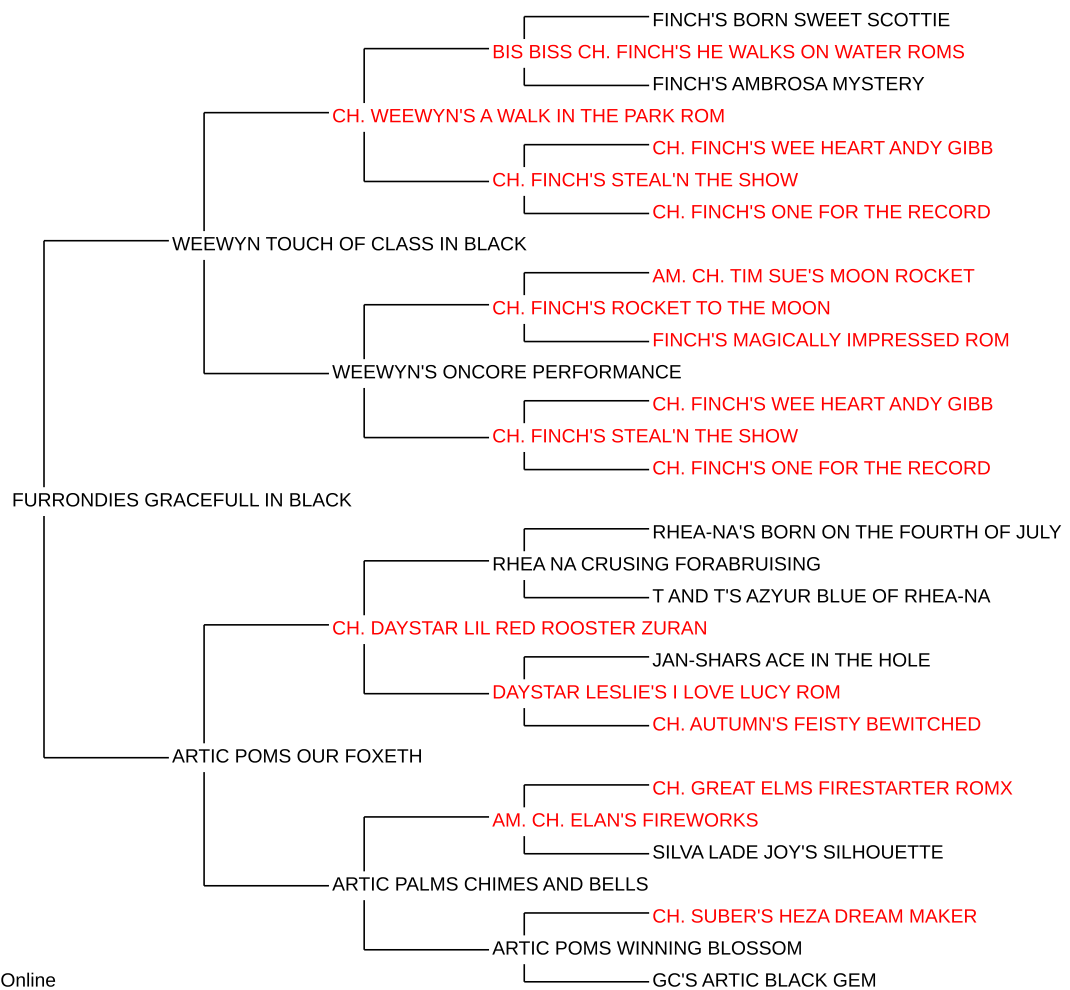 FINCH'S BORN SWEET SCOTTIE
BIS BISS CH. FINCH'S HE WALKS ON WATER ROMS
FINCH'S AMBROSA MYSTERY
CH. WEEWYN'S A WALK IN THE PARK ROM
CH. FINCH'S WEE HEART ANDY GIBB
CH. FINCH'S STEAL'N THE SHOW
CH. FINCH'S ONE FOR THE RECORD
WEEWYN TOUCH OF CLASS IN BLACK
AM. CH. TIM SUE'S MOON ROCKET
CH. FINCH'S ROCKET TO THE MOON
FINCH'S MAGICALLY IMPRESSED ROM
WEEWYN'S ONCORE PERFORMANCE
CH. FINCH'S WEE HEART ANDY GIBB
CH. FINCH'S STEAL'N THE SHOW
CH. FINCH'S ONE FOR THE RECORD
FURRONDIES GRACEFULL IN BLACK
RHEA-NA'S BORN ON THE FOURTH OF JULY
RHEA NA CRUSING FORABRUISING
T AND T'S AZYUR BLUE OF RHEA-NA
CH. DAYSTAR LIL RED ROOSTER ZURAN
JAN-SHARS ACE IN THE HOLE
DAYSTAR LESLIE'S I LOVE LUCY ROM
CH. AUTUMN'S FEISTY BEWITCHED
ARTIC POMS OUR FOXETH
CH. GREAT ELMS FIRESTARTER ROMX
AM. CH. ELAN'S FIREWORKS
SILVA LADE JOY'S SILHOUETTE
ARTIC PALMS CHIMES AND BELLS
CH. SUBER'S HEZA DREAM MAKER
ARTIC POMS WINNING BLOSSOM
GC'S ARTIC BLACK GEM
Online